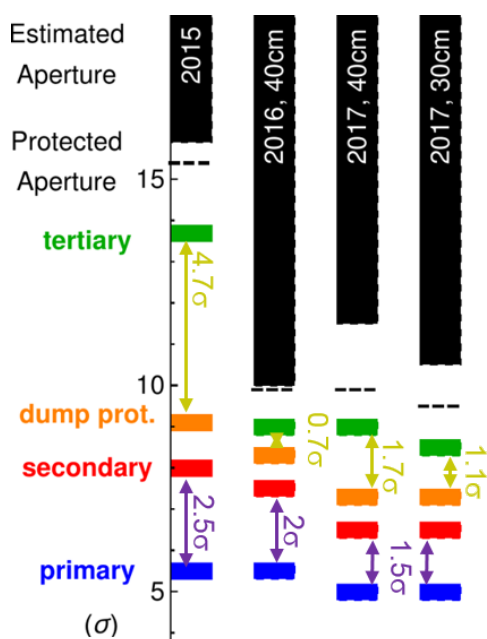 Estimated
Aperture
2015
2016, 40cm
2017, 40cm
2017, 30cm
Protected
Aperture
15
tertiary
4.7σ
10
dump prot.
0.7σ
1.7σ
1.1σ
secondary
2.5σ
2σ
1.5σ
primary
5
(σ)